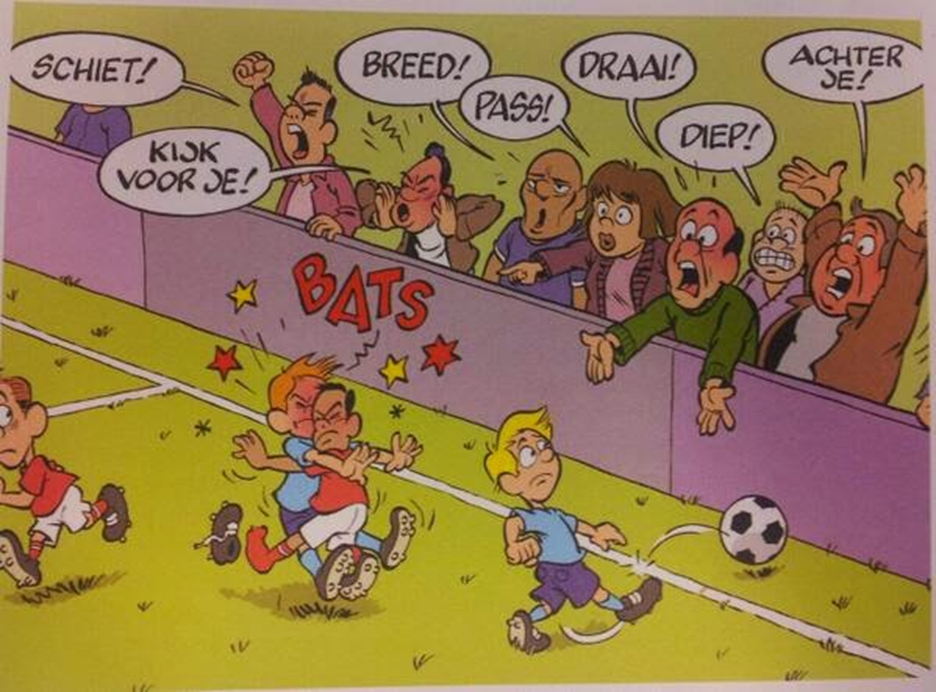 SCHIET!
BREED!
PASS!
DRAAI!
DIEP!
ACHTER
JE!
KIJK
VOOR JE!
BATS